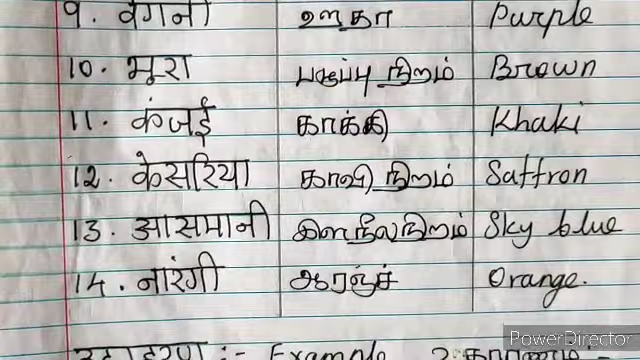 9. बैंगनी ஊதா Purple
10. भूरा பழுப்பு நிறம் Brown
11. कंजई காக்கி Khaki
12. केसरिया காவி நிறம் Saffron
13. आसमानी இளநீலநிறம் Sky blue
14. नारंगी ஆரஞ்ச் Orange.
उदाहरण :- Example
PowerDirector